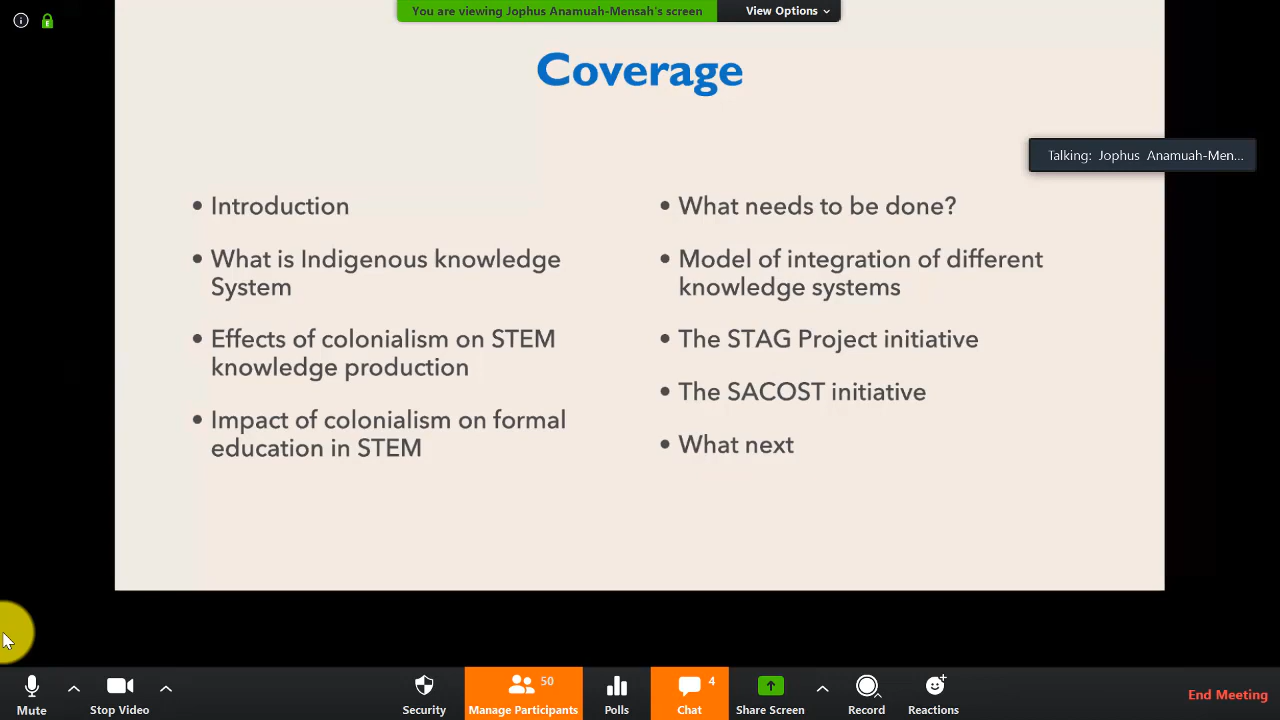 You are viewing Jophus Anamuah-Mensah's screen
View Options
Coverage
Talking: Jophus Anamuah-Men...
• Introduction
• What is Indigenous knowledge
System
• Effects of colonialism on STEM
knowledge production
• Impact of colonialism on formal
education in STEM
• What needs to be done?
• Model of integration of different
knowledge systems
• The STAG Project initiative
• The SACOST initiative
• What next
Mute
Stop Video
Security
50
Manage Participants
Polls
4
Chat
Share Screen
Record
Reactions
End Meeting